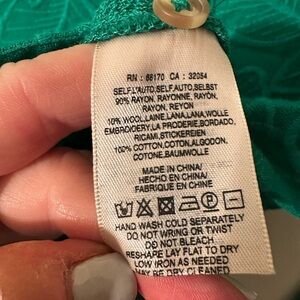 RN : 68170 CA : 32054
SELF,L'AUTO,SELF,AUTO,SELBST
90% RAYON, RAYONNE, RAYON,
RAYON, REYON
10% WOOL,LAINE,LANA,LANA,WOLLE
EMBROIDERY,LA BRODERIE,BORDADO,
RICAMI,STICKEREIEN
100% COTTON,COTON,ALGODON,
COTONE,BAUMWOLLE
MADE IN CHINA/
HECHO EN CHINA/
FABRIQUE EN CHINE
HAND WASH COLD SEPARATELY
DO NOT WRING OR TWIST
DO NOT BLEACH
RESHAPE LAY FLAT TO DRY
LOW IRON AS NEEDED
MAY BE DRY CLEANED